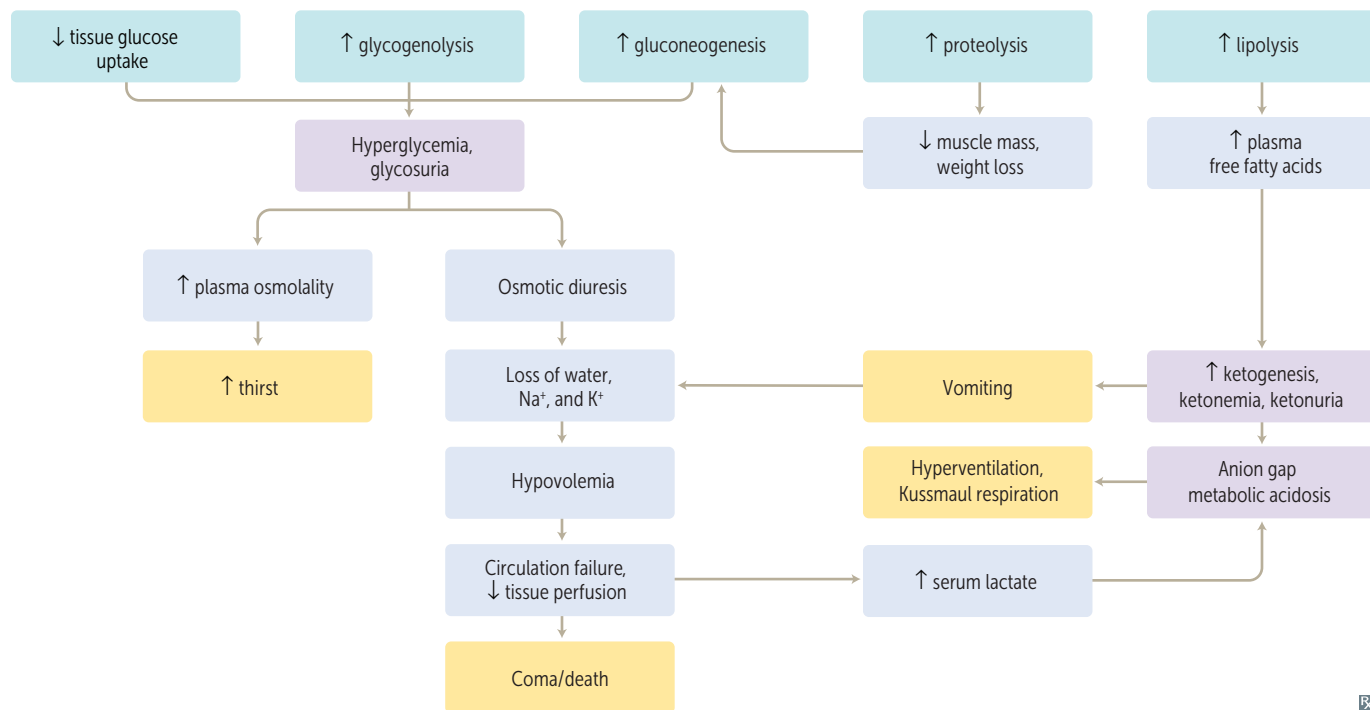 ↓ tissue glucose
uptake
↑ glycogenolysis
↑ gluconeogenesis
↑ proteolysis
↑ lipolysis
Hyperglycemia,
glycosuria
↓ muscle mass,
weight loss
↑ plasma
free fatty acids
↑ plasma osmolality
Osmotic diuresis
↑ thirst
Loss of water,
Na⁺, and K⁺
Vomiting
↑ ketogenesis,
ketonemia, ketonuria
Hypovolemia
Hyperventilation,
Kussmaul respiration
Anion gap
metabolic acidosis
Circulation failure,
↓ tissue perfusion
↑ serum lactate
Coma/death